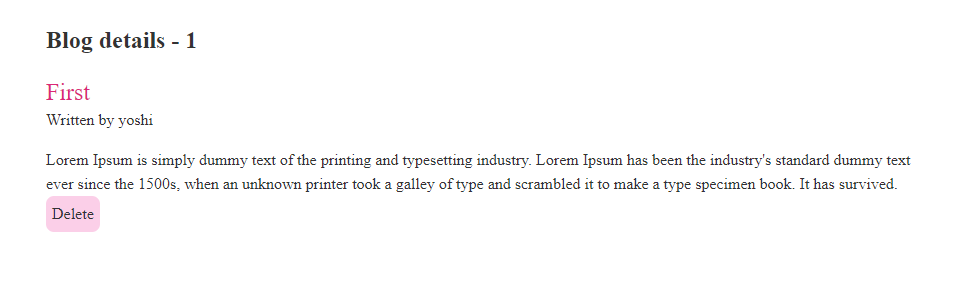 Blog details - 1
First
Written by yoshi
Lorem Ipsum is simply dummy text of the printing and typesetting industry. Lorem Ipsum has been the industry's standard dummy text
ever since the 1500s, when an unknown printer took a galley of type and scrambled it to make a type specimen book. It has survived.
Delete